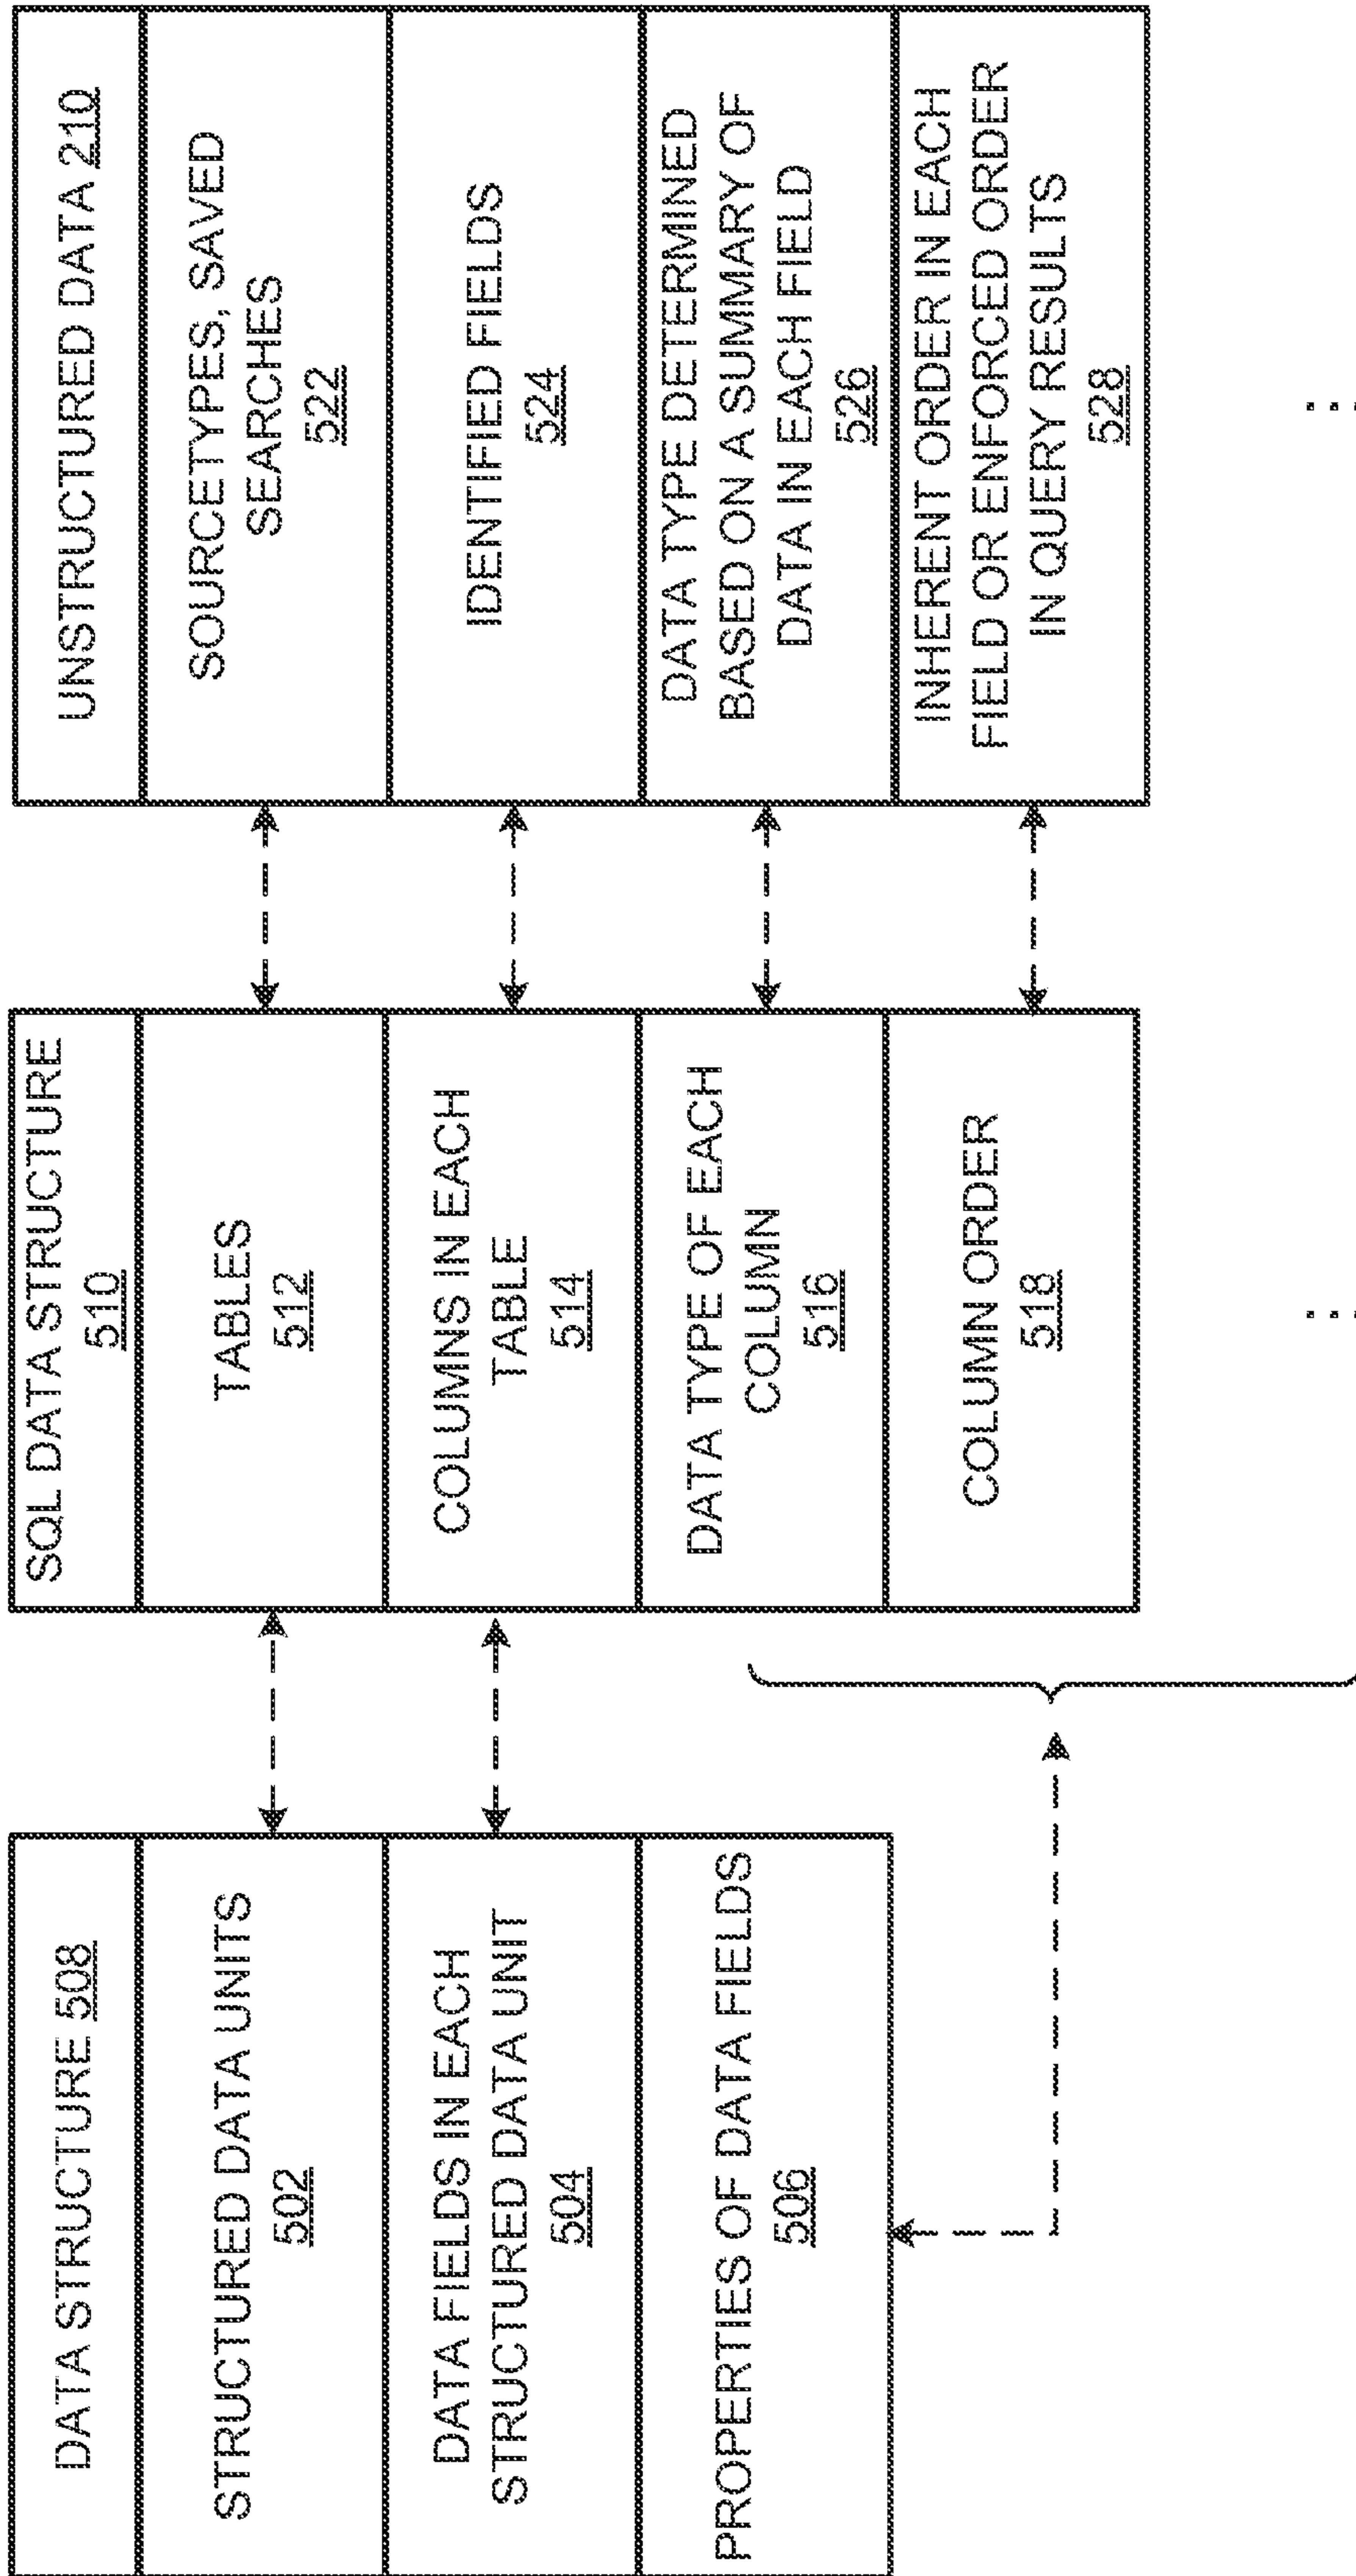 DATA STRUCTURE 508
STRUCTURED DATA UNITS
502
DATA FIELDS IN EACH
STRUCTURED DATA UNIT
504
PROPERTIES OF DATA FIELDS
506
SQL DATA STRUCTURE
510
TABLES
512
COLUMNS IN EACH
TABLE
514
DATA TYPE OF EACH
COLUMN
516
COLUMN ORDER
518
...
UNSTRUCTURED DATA 210
SOURCETYPES, SAVED
SEARCHES
522
IDENTIFIED FIELDS
524
DATA TYPE DETERMINED
BASED ON A SUMMARY OF
DATA IN EACH FIELD
526
INHERENT ORDER IN EACH
FIELD OR ENFORCED ORDER
IN QUERY RESULTS
528
...